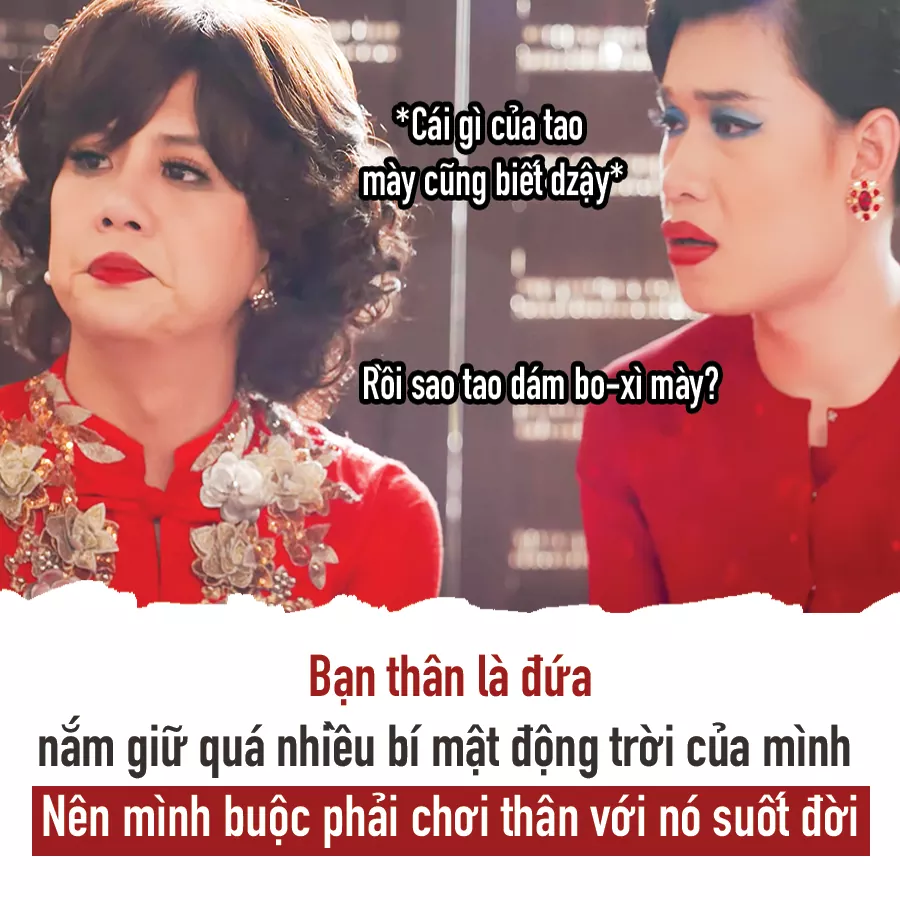 *Cái gì của tao
mày cũng biết dzậy*
Rồi sao tao dám bo-xì mày?
Bạn thân là đứa
nắm giữ quá nhiều bí mật động trời của mình
Nên mình buộc phải chơi thân với nó suốt đời